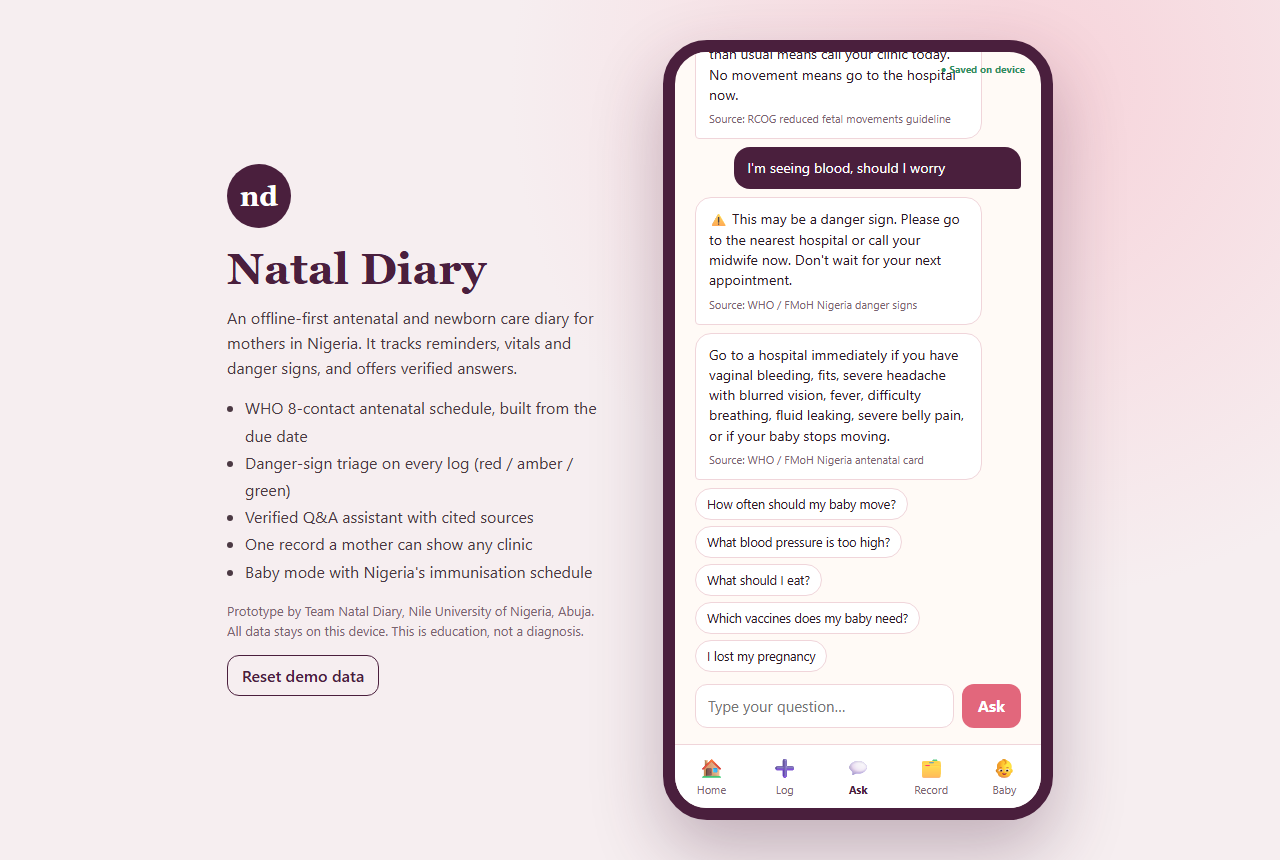 nd
Natal Diary
An offline-first antenatal and newborn care diary for
mothers in Nigeria. It tracks reminders, vitals and
danger signs, and offers verified answers.
• WHO 8-contact antenatal schedule, built from the
due date
• Danger-sign triage on every log (red / amber /
green)
• Verified Q&A assistant with cited sources
• One record a mother can show any clinic
• Baby mode with Nigeria's immunisation schedule
Prototype by Team Natal Diary, Nile University of Nigeria, Abuja.
All data stays on this device. This is education, not a diagnosis.
Reset demo data
than usual means call your clinic today.
● Saved on device
No movement means go to the hospital
now.
Source: RCOG reduced fetal movements guideline
I'm seeing blood, should I worry
⚠️ This may be a danger sign. Please go
to the nearest hospital or call your
midwife now. Don't wait for your next
appointment.
Source: WHO / FMoH Nigeria danger signs
Go to a hospital immediately if you have
vaginal bleeding, fits, severe headache
with blurred vision, fever, difficulty
breathing, fluid leaking, severe belly pain,
or if your baby stops moving.
Source: WHO / FMoH Nigeria antenatal card
How often should my baby move?
What blood pressure is too high?
What should I eat?
Which vaccines does my baby need?
I lost my pregnancy
Type your question...
Ask
Home
Log
Ask
Record
Baby